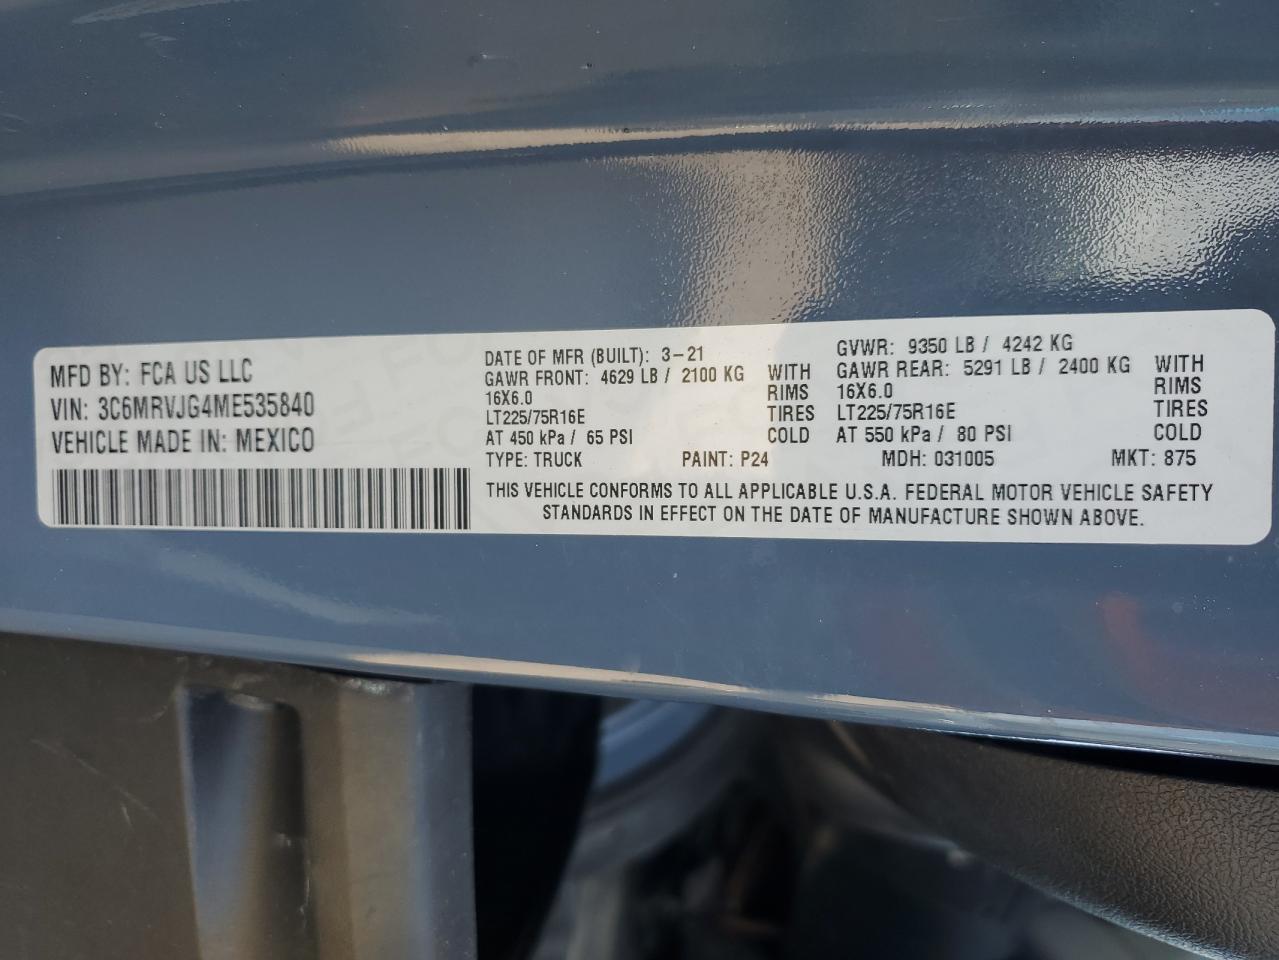 MFD BY: FCA US LLC
VIN: 3C6MRVJG4ME535840
VEHICLE MADE IN: MEXICO
DATE OF MFR (BUILT): 3-21
GAWR FRONT: 4629 LB / 2100 KG WITH
16X6.0 RIMS
LT225/75R16E TIRES
AT 450 kPa / 65 PSI COLD
GVWR: 9350 LB / 4242 KG
GAWR REAR: 5291 LB / 2400 KG WITH
16X6.0 RIMS
LT225/75R16E TIRES
AT 550 kPa / 80 PSI COLD
TYPE: TRUCK PAINT: P24 MDH: 031005 MKT: 875
THIS VEHICLE CONFORMS TO ALL APPLICABLE U.S.A. FEDERAL MOTOR VEHICLE SAFETY
STANDARDS IN EFFECT ON THE DATE OF MANUFACTURE SHOWN ABOVE.